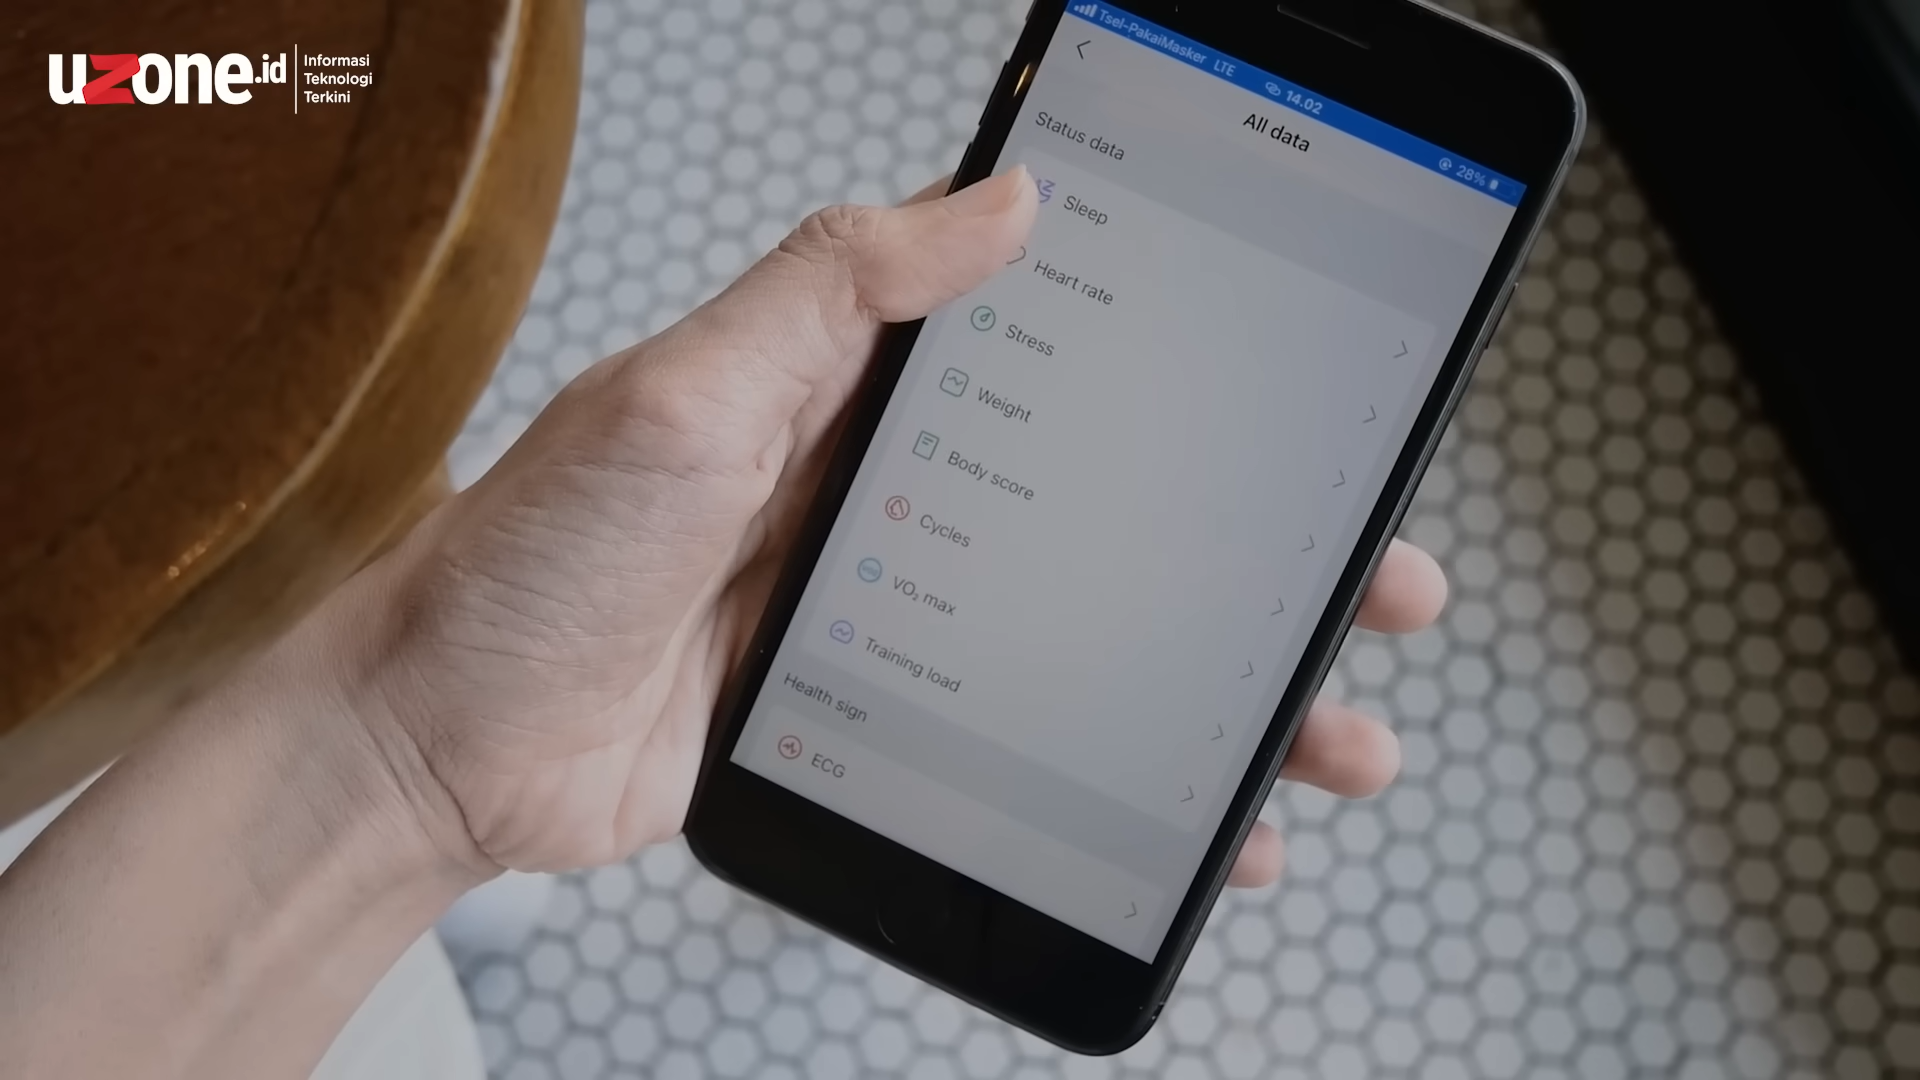 uzone.id
Informasi
Teknologi
Terkini
Tsel-PakaiMasker LTE
14.02
28%
All data
Status data
Sleep
Heart rate
Stress
Weight
Body score
Cycles
VO₂ max
Training load
Health sign
ECG